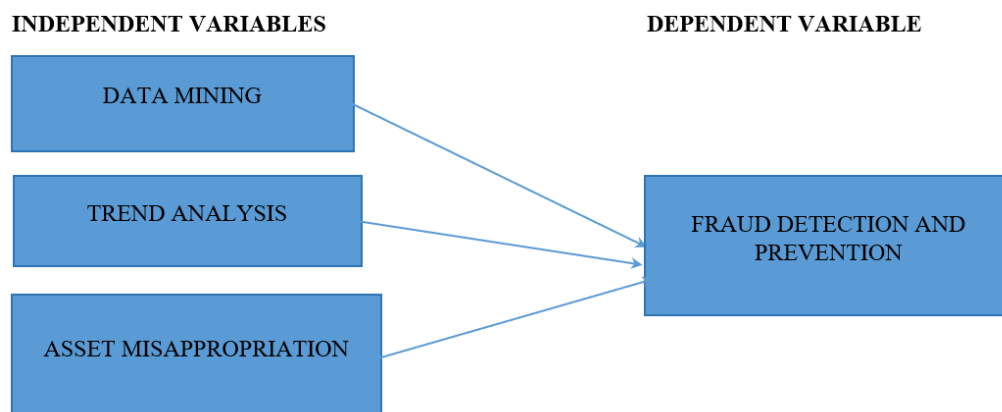 INDEPENDENT VARIABLES
DEPENDENT VARIABLE
DATA MINING
TREND ANALYSIS
ASSET MISAPPROPRIATION
FRAUD DETECTION AND
PREVENTION